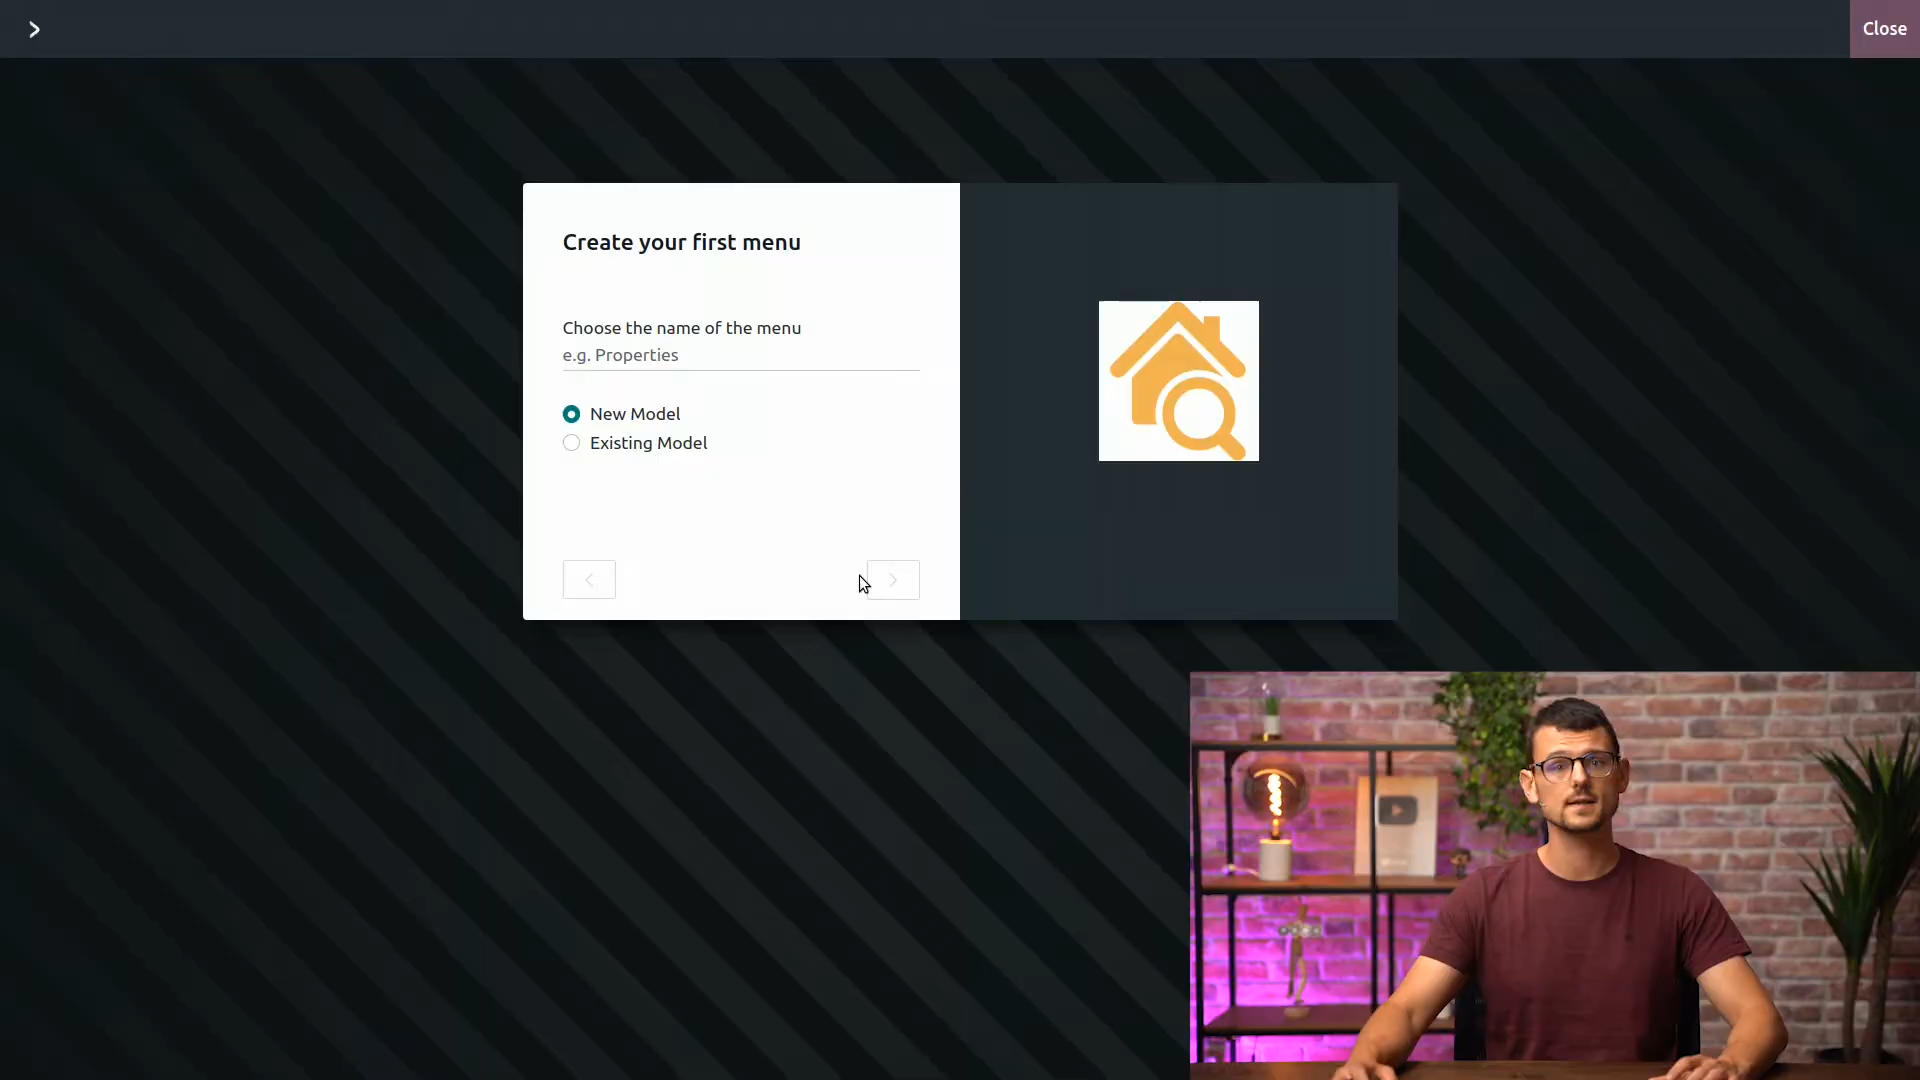 Close
Create your first menu
Choose the name of the menu
e.g. Properties
New Model
Existing Model